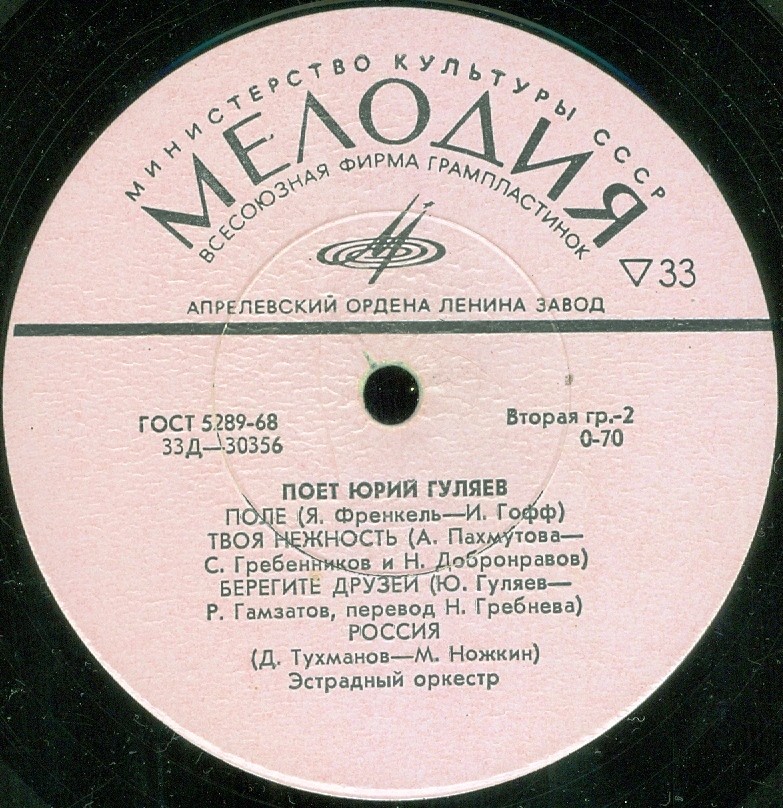 МИНИСТЕРСТВО КУЛЬТУРЫ СССР
МЕЛОДИЯ
ВСЕСОЮЗНАЯ ФИРМА ГРАМПЛАСТИНОК
33
АПРЕЛЕВСКИЙ ОРДЕНА ЛЕНИНА ЗАВОД
ГОСТ 5289-68
Вторая гр.-2
33Д—30356
0-70
ПОЕТ ЮРИЙ ГУЛЯЕВ
ПОЛЕ (Я. Френкель—И. Гофф)
ТВОЯ НЕЖНОСТЬ (А. Пахмутова—
С. Гребенников и Н. Добронравов)
БЕРЕГИТЕ ДРУЗЕЙ (Ю. Гуляев—
Р. Гамзатов, перевод Н. Гребнева)
РОССИЯ
(Д. Тухманов—М. Ножкин)
Эстрадный оркестр